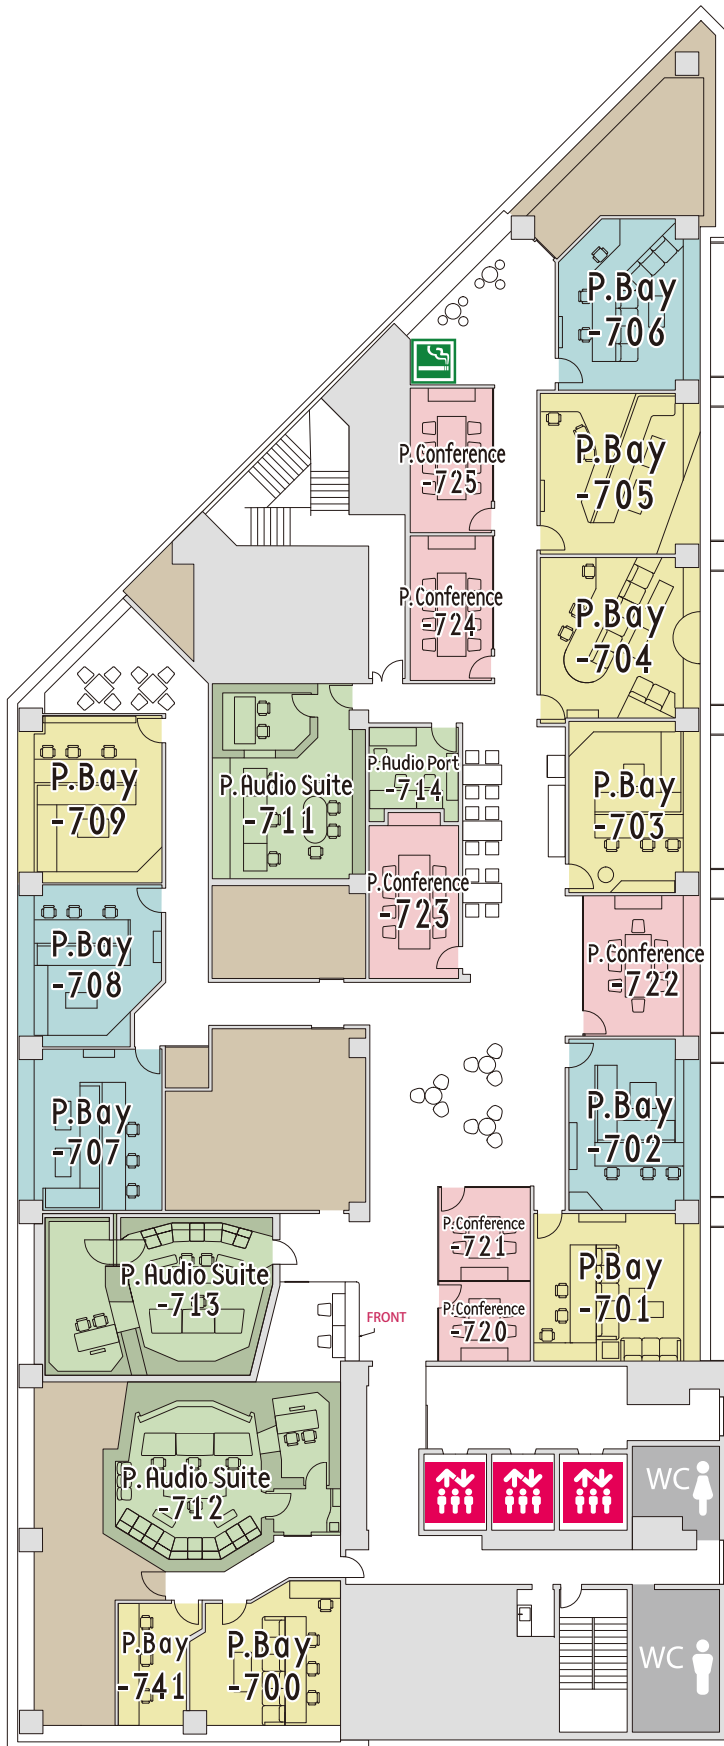 P.Bay
-706
P.Conference
-725
P.Bay
-705
P.Conference
-724
P.Bay
-704
P.Bay
-709
P.Audio Suite
-711
P.Audio Port
-714
P.Bay
-703
P.Conference
-723
P.Bay
-708
P.Conference
-722
P.Bay
-707
P.Bay
-702
P.Conference
-721
P.Audio Suite
-713
P.Bay
-701
P.Conference
-720
FRONT
P.Audio Suite
-712
WC
P.Bay
-741
P.Bay
-700
WC